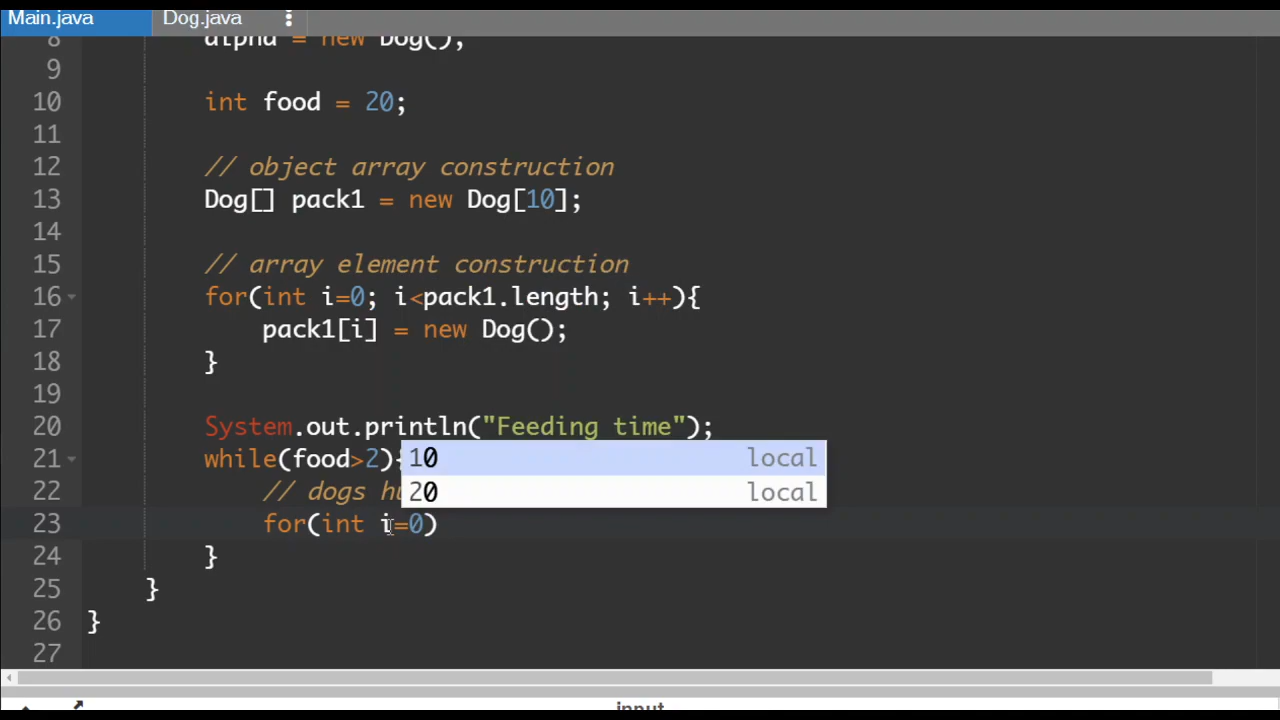 Main.java Dog.java
8 alpha = new Dog();
9
10 int food = 20;
11
12 // object array construction
13 Dog[] pack1 = new Dog[10];
14
15 // array element construction
16 for(int i=0; i<pack1.length; i++){
17 pack1[i] = new Dog();
18 }
19
20 System.out.println("Feeding time");
21 while(food>2){
10 local
22 // dogs hu
20 local
23 for(int i=0)
24 }
25 }
26 }
27
input